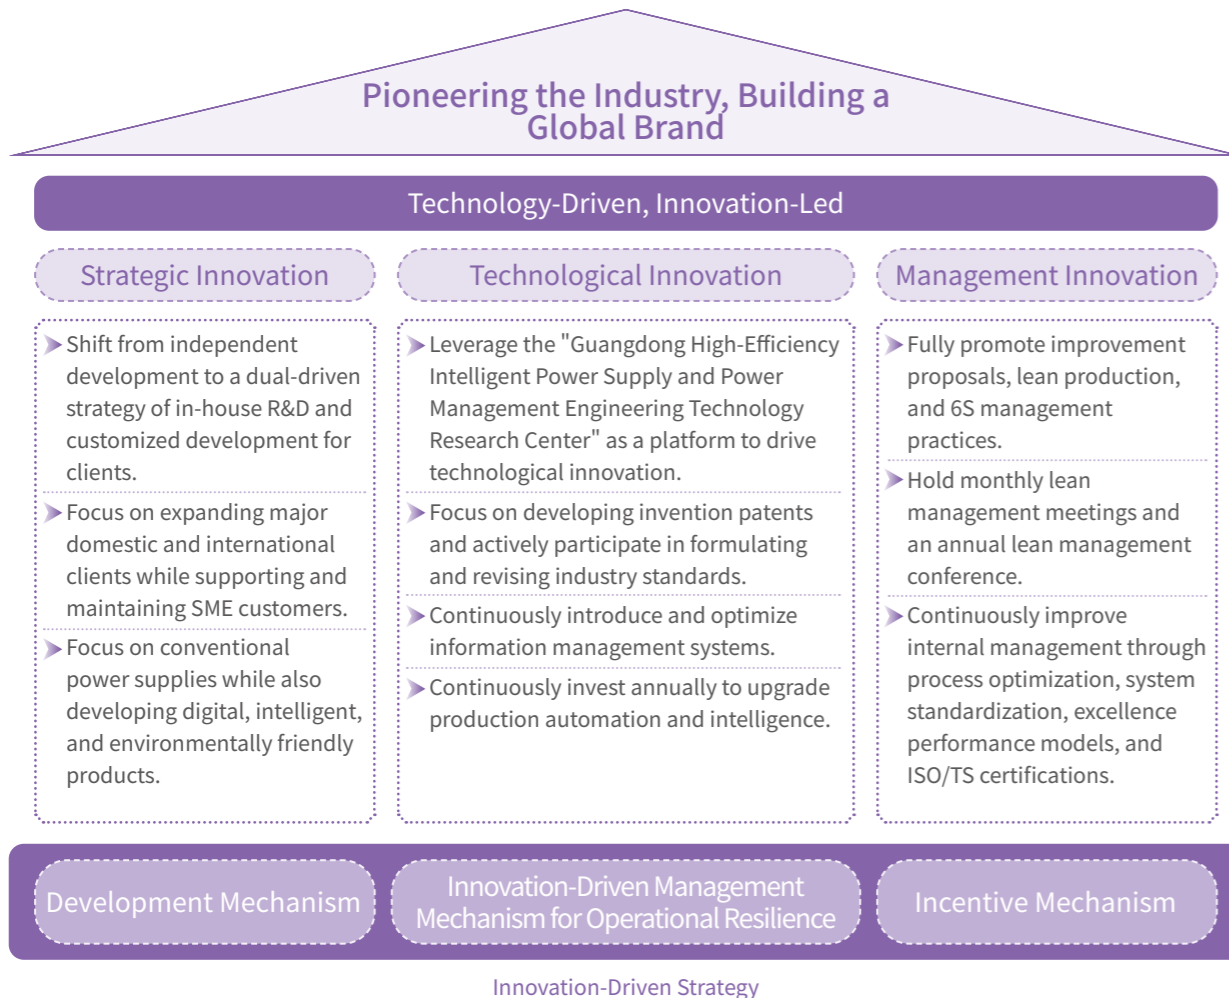 Pioneering the Industry, Building a
Global Brand
Technology-Driven, Innovation-Led
Strategic Innovation
Shift from independent
development to a dual-driven
strategy of in-house R&D and
customized development for
clients.
Focus on expanding major
domestic and international
clients while supporting and
maintaining SME customers.
Focus on conventional
power supplies while also
developing digital, intelligent,
and environmentally friendly
products.
Technological Innovation
Leverage the "Guangdong High-Efficiency
Intelligent Power Supply and Power
Management Engineering Technology
Research Center" as a platform to drive
technological innovation.
Focus on developing invention patents
and actively participate in formulating
and revising industry standards.
Continuously introduce and optimize
information management systems.
Continuously invest annually to upgrade
production automation and intelligence.
Management Innovation
Fully promote improvement
proposals, lean production,
and 6S management
practices.
Hold monthly lean
management meetings and
an annual lean management
conference.
Continuously improve
internal management through
process optimization, system
standardization, excellence
performance models, and
ISO/TS certifications.
Development Mechanism
Innovation-Driven Management
Mechanism for Operational Resilience
Incentive Mechanism
Innovation-Driven Strategy